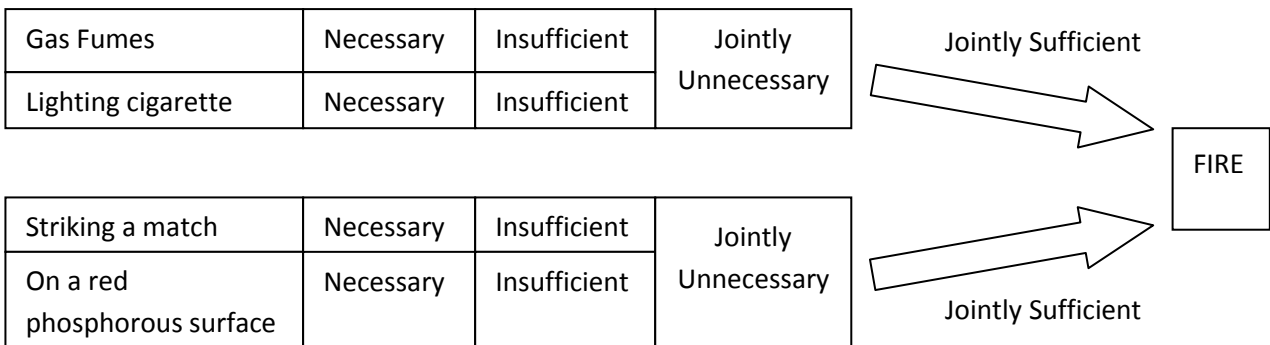 Gas Fumes Necessary Insufficient Jointly Unnecessary Jointly Sufficient
Lighting cigarette Necessary Insufficient
FIRE
Striking a match Necessary Insufficient Jointly Unnecessary
On a red
phosphorous surface Necessary Insufficient
Jointly Sufficient